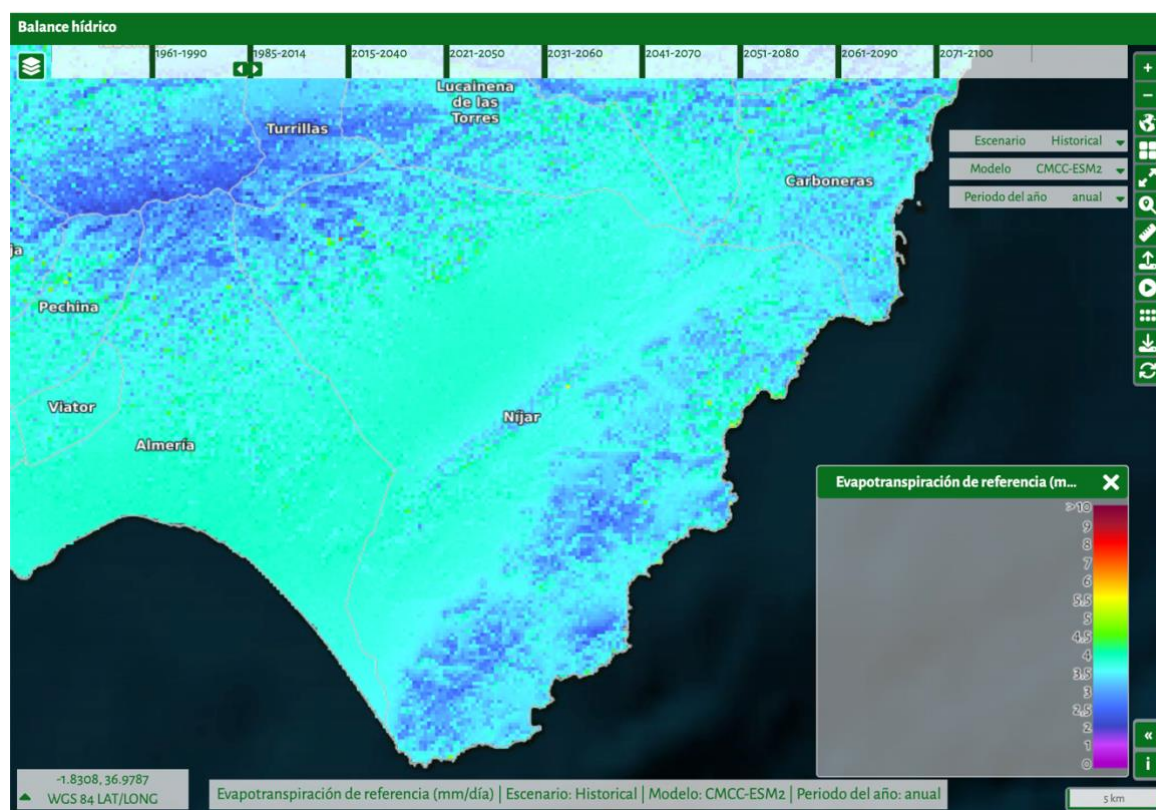 Balance hídrico
1961-1990 1985-2014 2015-2040 2021-2050 2031-2060 2041-2070 2051-2080 2061-2090 2071-2100
Lucainena
de las
Torres
Turrillas
Escenario Historical
Modelo CMCC-ESM2
Carboneras
Periodo del año anual
ja
Pechina
Níjar
Viator
Almería
Evapotranspiración de referencia (m...
>10
9
8
7
6
5.5
5
4.5
4
3.5
3
2.5
2
1
0
-1.8308, 36.9787
WGS 84 LAT/LONG
Evapotranspiración de referencia (mm/día) | Escenario: Historical | Modelo: CMCC-ESM2 | Periodo del año: anual
5 km